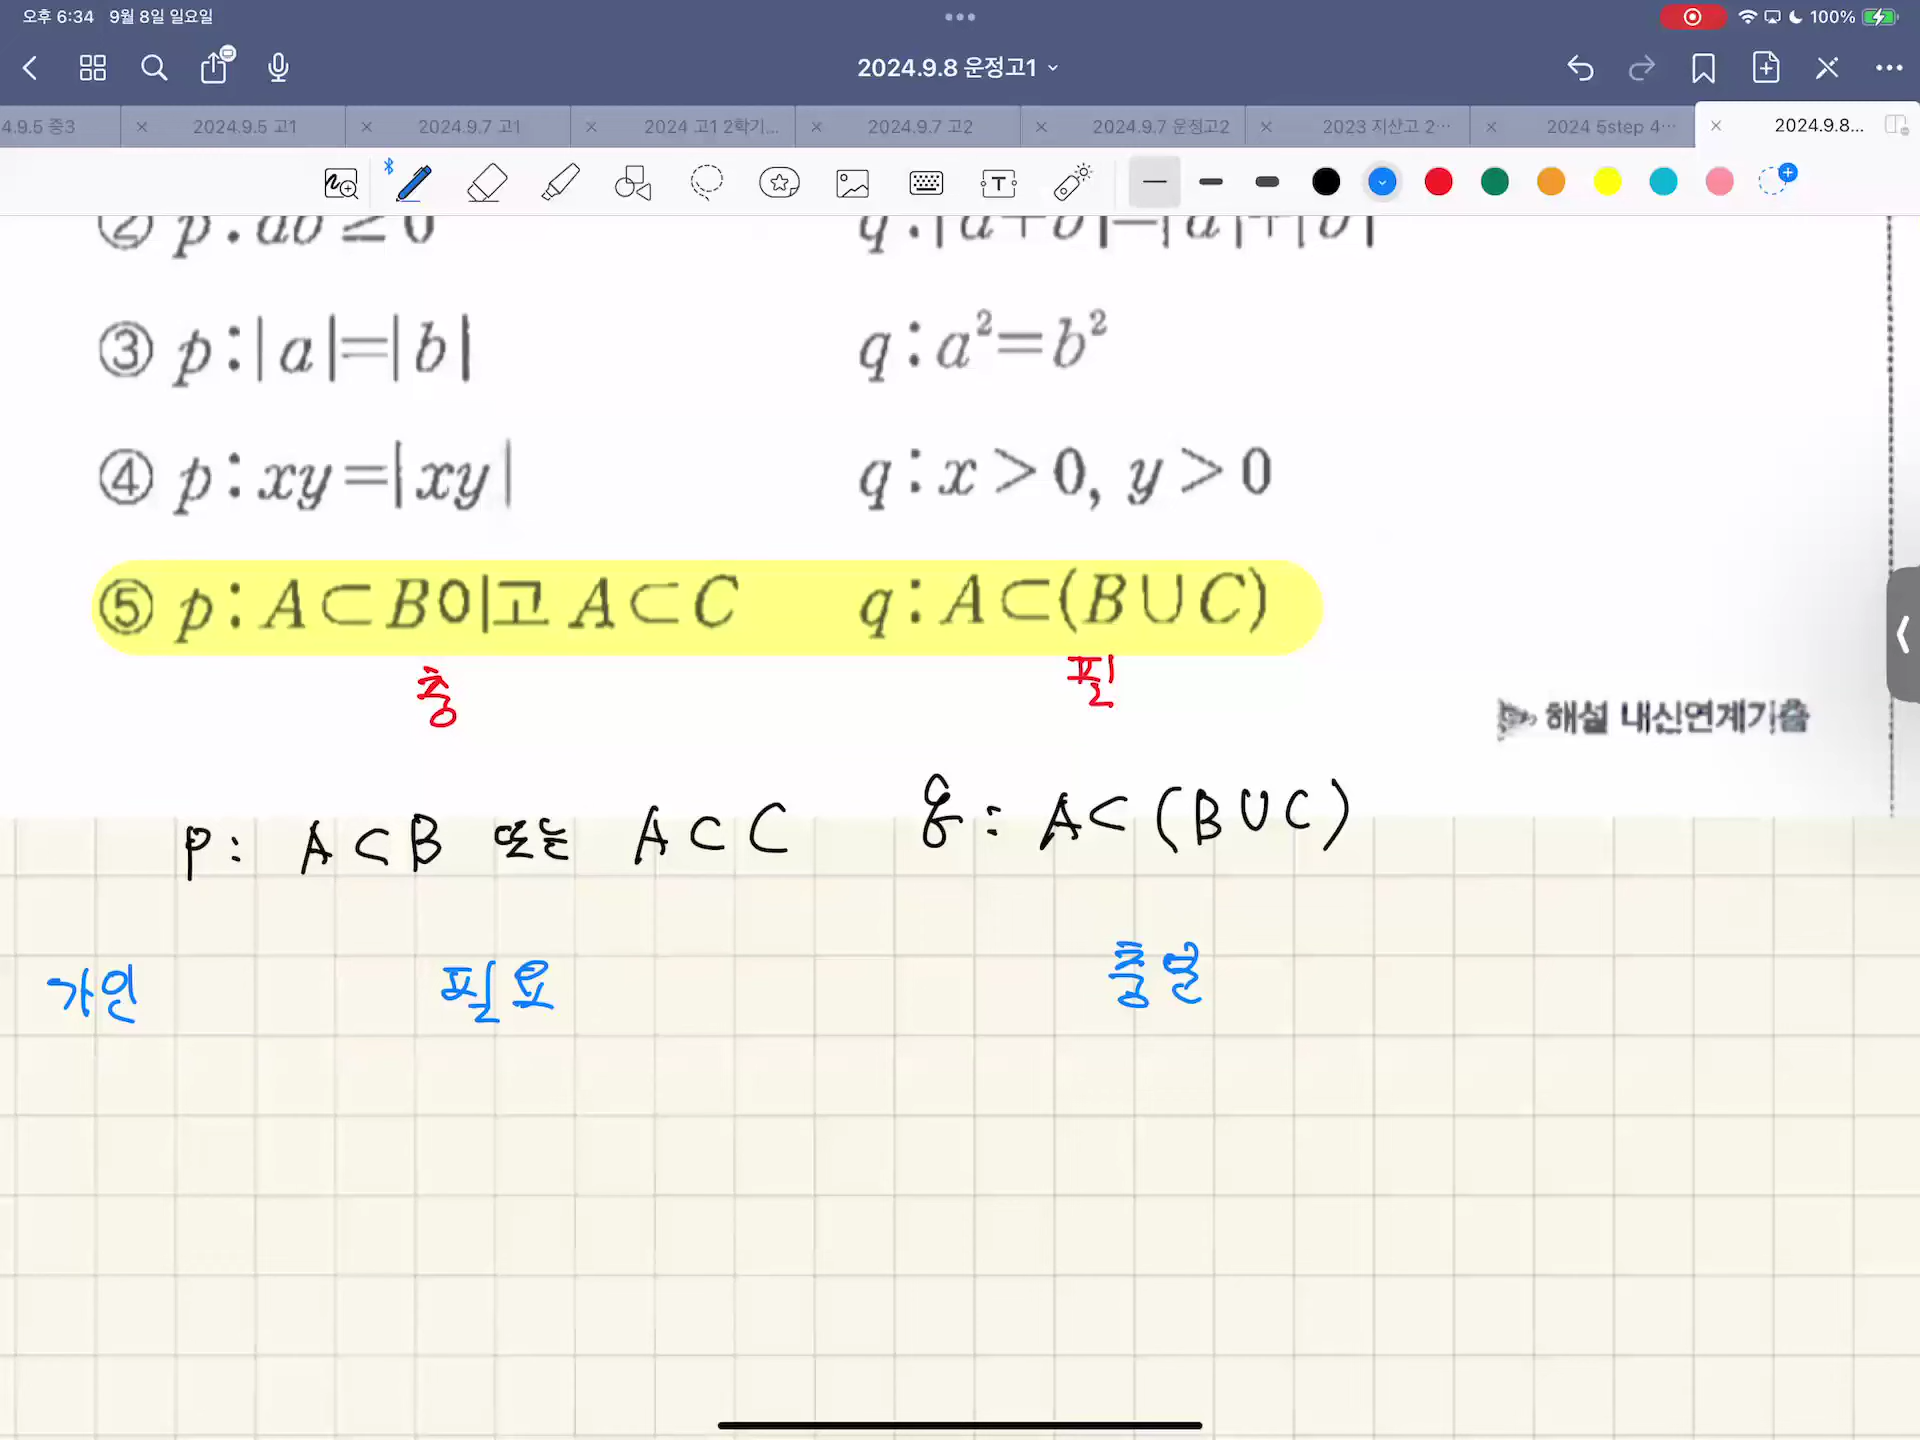 오후 6:34 9월 8일 일요일
100%
2024.9.8 운정고1
4.9.5 중3
2024.9.5 고1
2024.9.7 고1
2024 고1 2학기...
2024.9.7 고2
2024.9.7 운정고2
2023 지산고 2...
2024 5step 4...
2024.9.8...
② p : ab ≥ 0 q : |a+b|=|a|+|b|
③ p : |a|=|b| q : a²=b²
④ p : xy=|xy| q : x>0, y>0
⑤ p : A⊂B이고 A⊂C q : A⊂(B∪C)
충 필
해설 내신연계기출
p : A⊂B 또는 A⊂C q : A⊂(B∪C)
가인 필요 충분